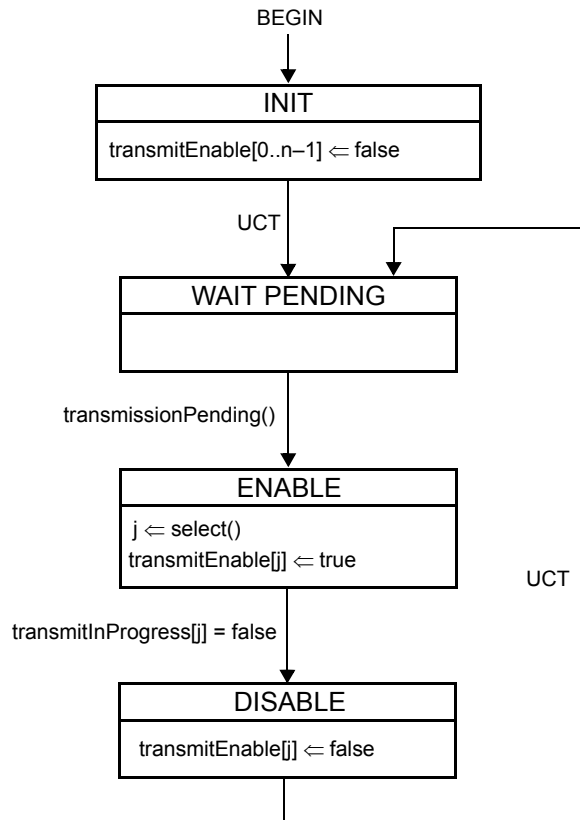 BEGIN
INIT
transmitEnable[0..n–1] ⇐ false
UCT
WAIT PENDING
transmissionPending()
ENABLE
j ⇐ select()
transmitEnable[j] ⇐ true
UCT
transmitInProgress[j] = false
DISABLE
transmitEnable[j] ⇐ false